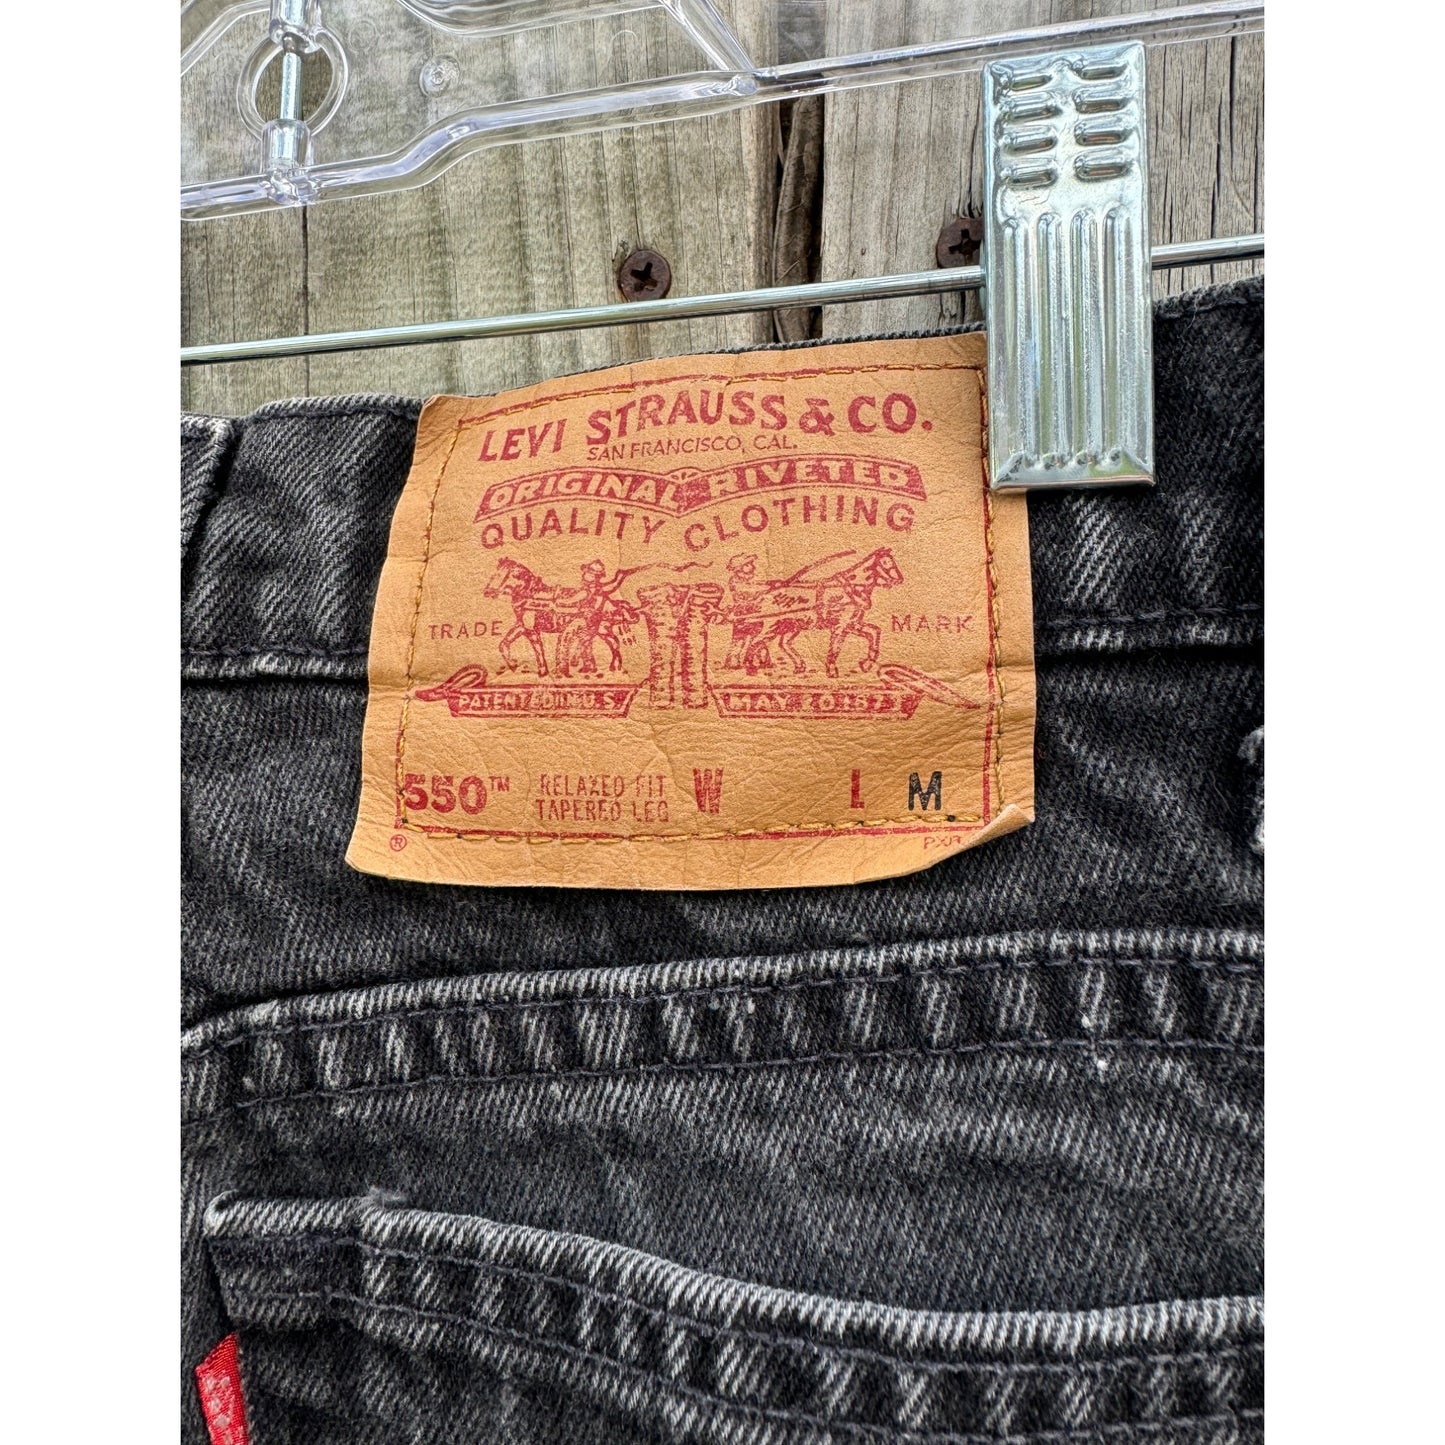 LEVI STRAUSS & CO.
SAN FRANCISCO, CAL.
ORIGINAL RIVETED
QUALITY CLOTHING
TRADE MARK
PATENTED IN U.S. MAY 20 1873
550™ RELAXED FIT W L M
TAPERED LEG
®